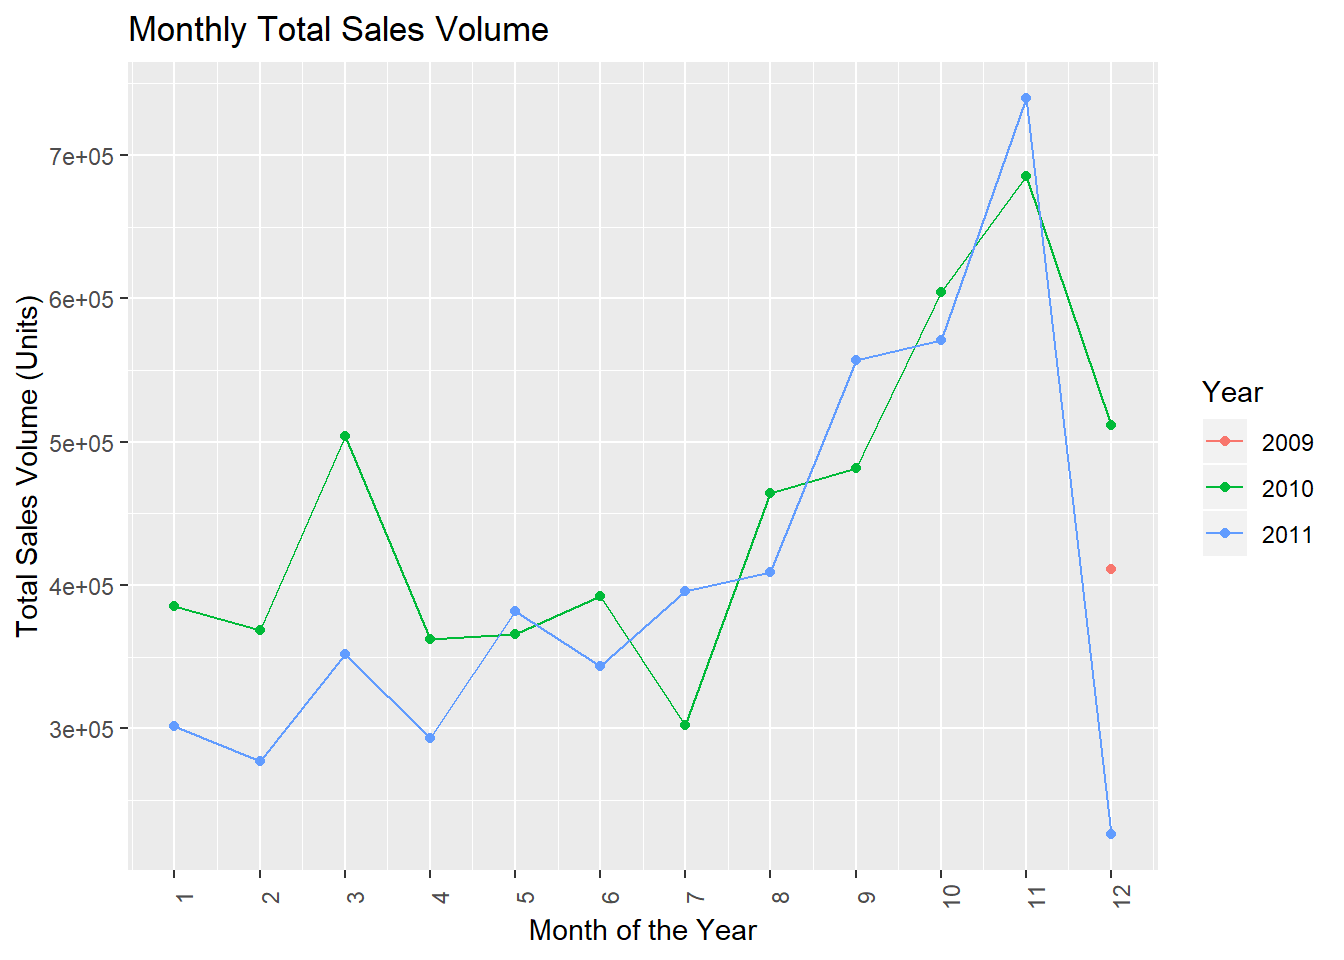 Monthly Total Sales Volume
Total Sales Volume (Units)
7e+05
6e+05
5e+05
4e+05
3e+05
1 2 3 4 5 6 7 8 9 10 11 12
Month of the Year
Year
2009
2010
2011